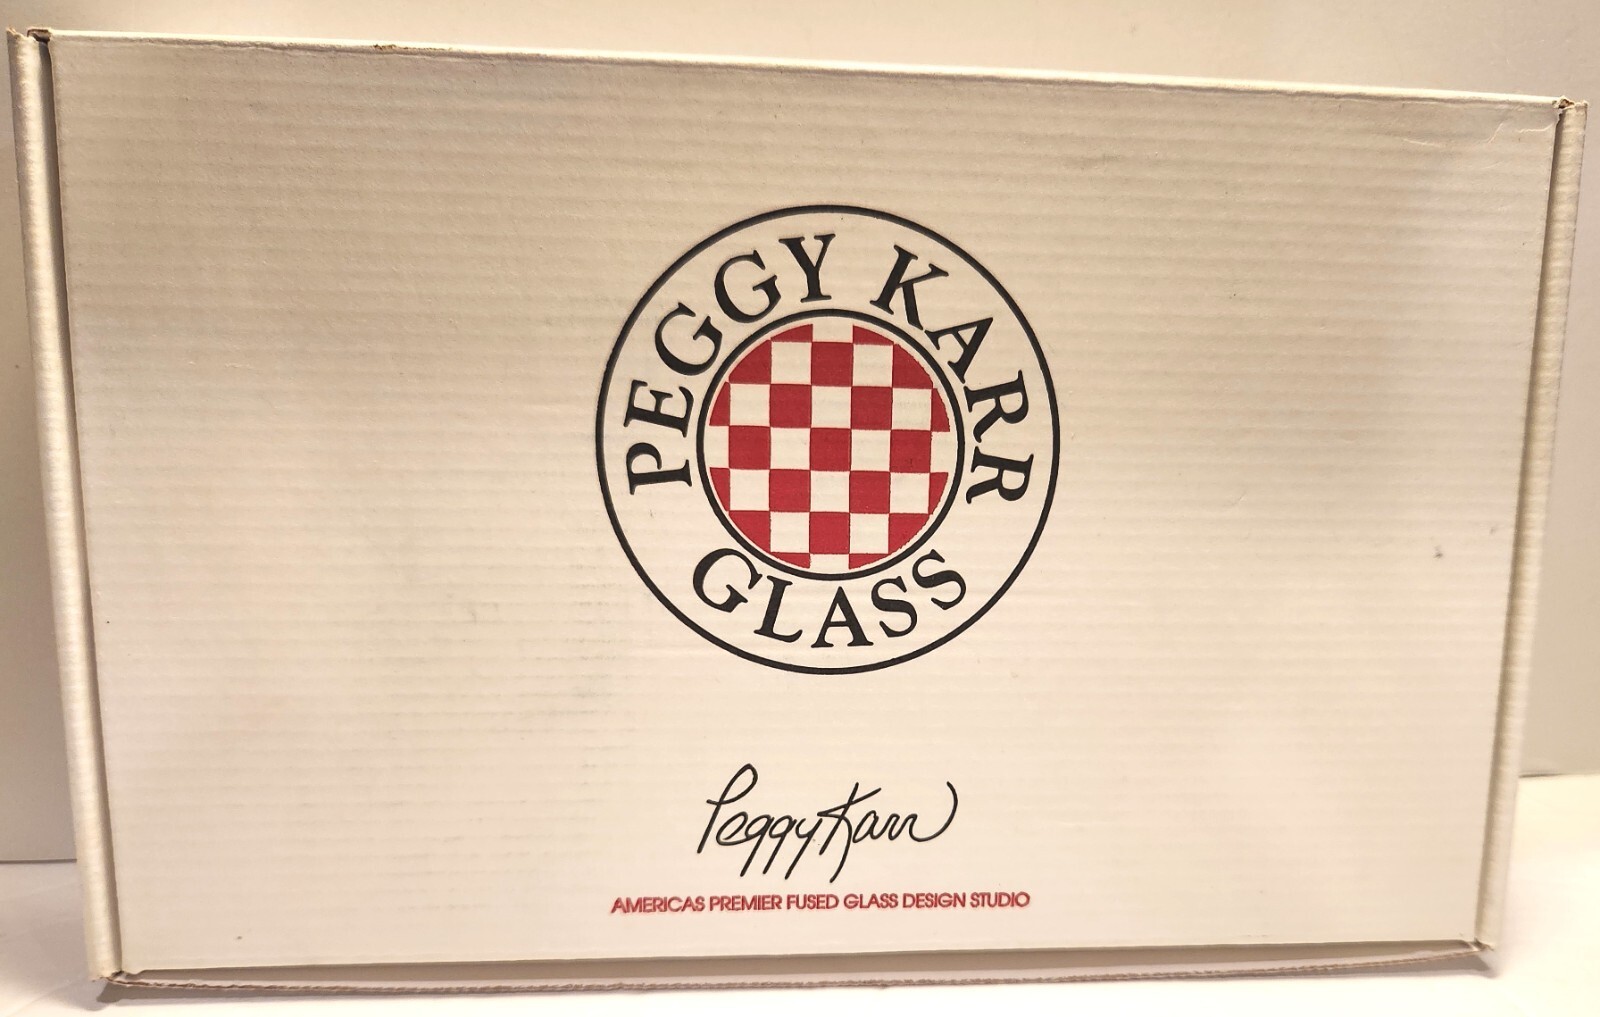 PEGGY KARR
GLASS
Peggy Karr
AMERICAS PREMIER FUSED GLASS DESIGN STUDIO